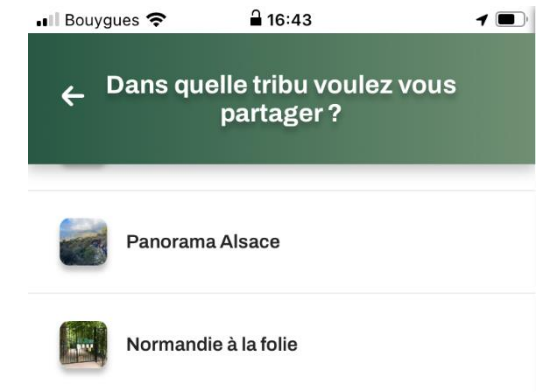 Bouygues 16:43
Dans quelle tribu voulez vous
partager ?
Panorama Alsace
Normandie à la folie